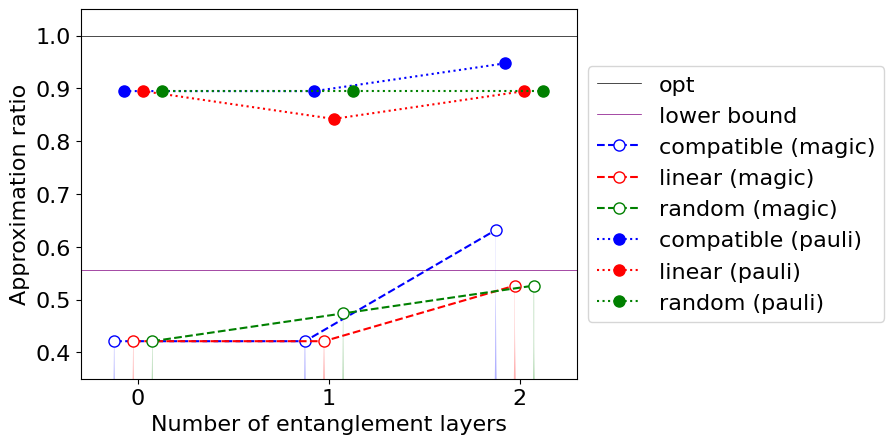 1.0
0.9
0.8
0.7
0.6
0.5
0.4
Approximation ratio
0
1
2
Number of entanglement layers
opt
lower bound
compatible (magic)
linear (magic)
random (magic)
compatible (pauli)
linear (pauli)
random (pauli)